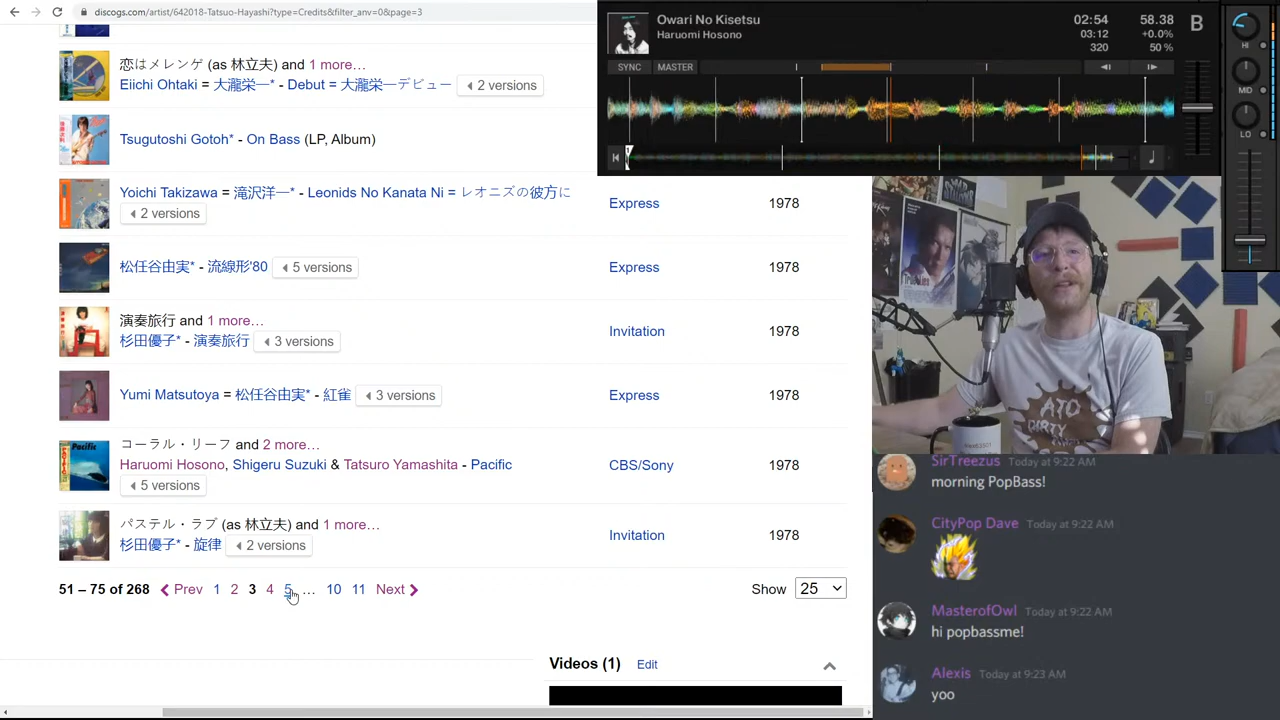 discogs.com/artist/642018-Tatsuo-Hayashi?type=Credits&filter_anv=0&page=3
恋はメレンゲ (as 林立夫) and 1 more…
Eiichi Ohtaki = 大瀧栄一* - Debut = 大瀧栄一デビュー 2 versions
Tsugutoshi Gotoh* - On Bass (LP, Album)
Yoichi Takizawa = 滝沢洋一* - Leonids No Kanata Ni = レオニズの彼方に
2 versions
Express 1978
松任谷由実* - 流線形'80 5 versions
Express 1978
演奏旅行 and 1 more…
杉田優子* - 演奏旅行 3 versions
Invitation 1978
Yumi Matsutoya = 松任谷由実* - 紅雀 3 versions
Express 1978
コーラル・リーフ and 2 more…
Haruomi Hosono, Shigeru Suzuki & Tatsuro Yamashita - Pacific
5 versions
CBS/Sony 1978
パステル・ラブ (as 林立夫) and 1 more…
杉田優子* - 旋律 2 versions
Invitation 1978
51 – 75 of 268 Prev 1 2 3 4 5 … 10 11 Next
Show 25
Videos (1) Edit
Owari No Kisetsu
Haruomi Hosono
02:54 58.38
03:12 +0.0%
320 50 %
B
SYNC MASTER
HI
MID
LO
Pacific
ATO
DIRTY
SirTreezus Today at 9:22 AM
morning PopBass!
CityPop Dave Today at 9:22 AM
MasterofOwl Today at 9:22 AM
hi popbassme!
Alexis Today at 9:23 AM
yoo